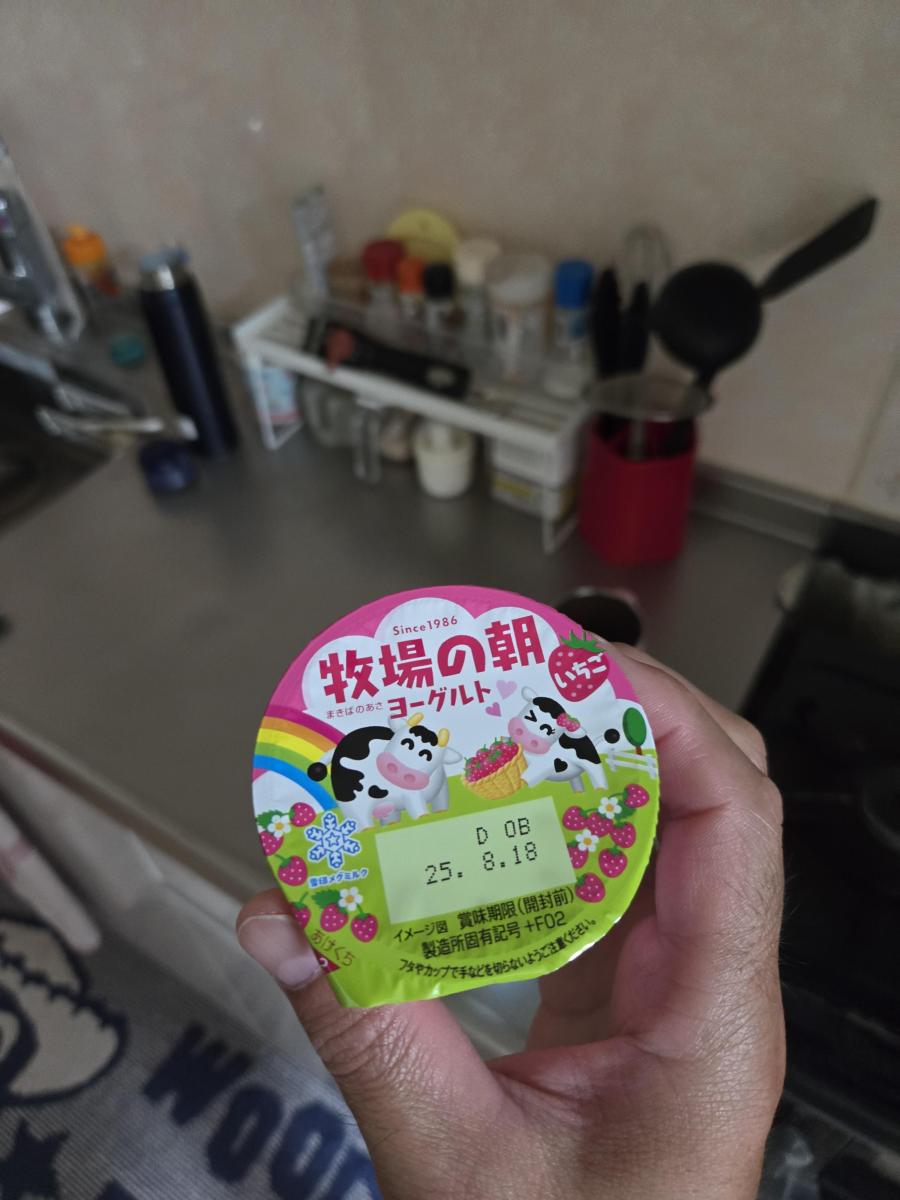 Since1986
牧場の朝
いちご
まきばのあさ ヨーグルト
雪印メグミルク
D OB
25. 8.18
イメージ図 賞味期限(開封前)
製造所固有記号 +F02
フタやカップで手などを切らないようご注意ください。
あけくち
WOO